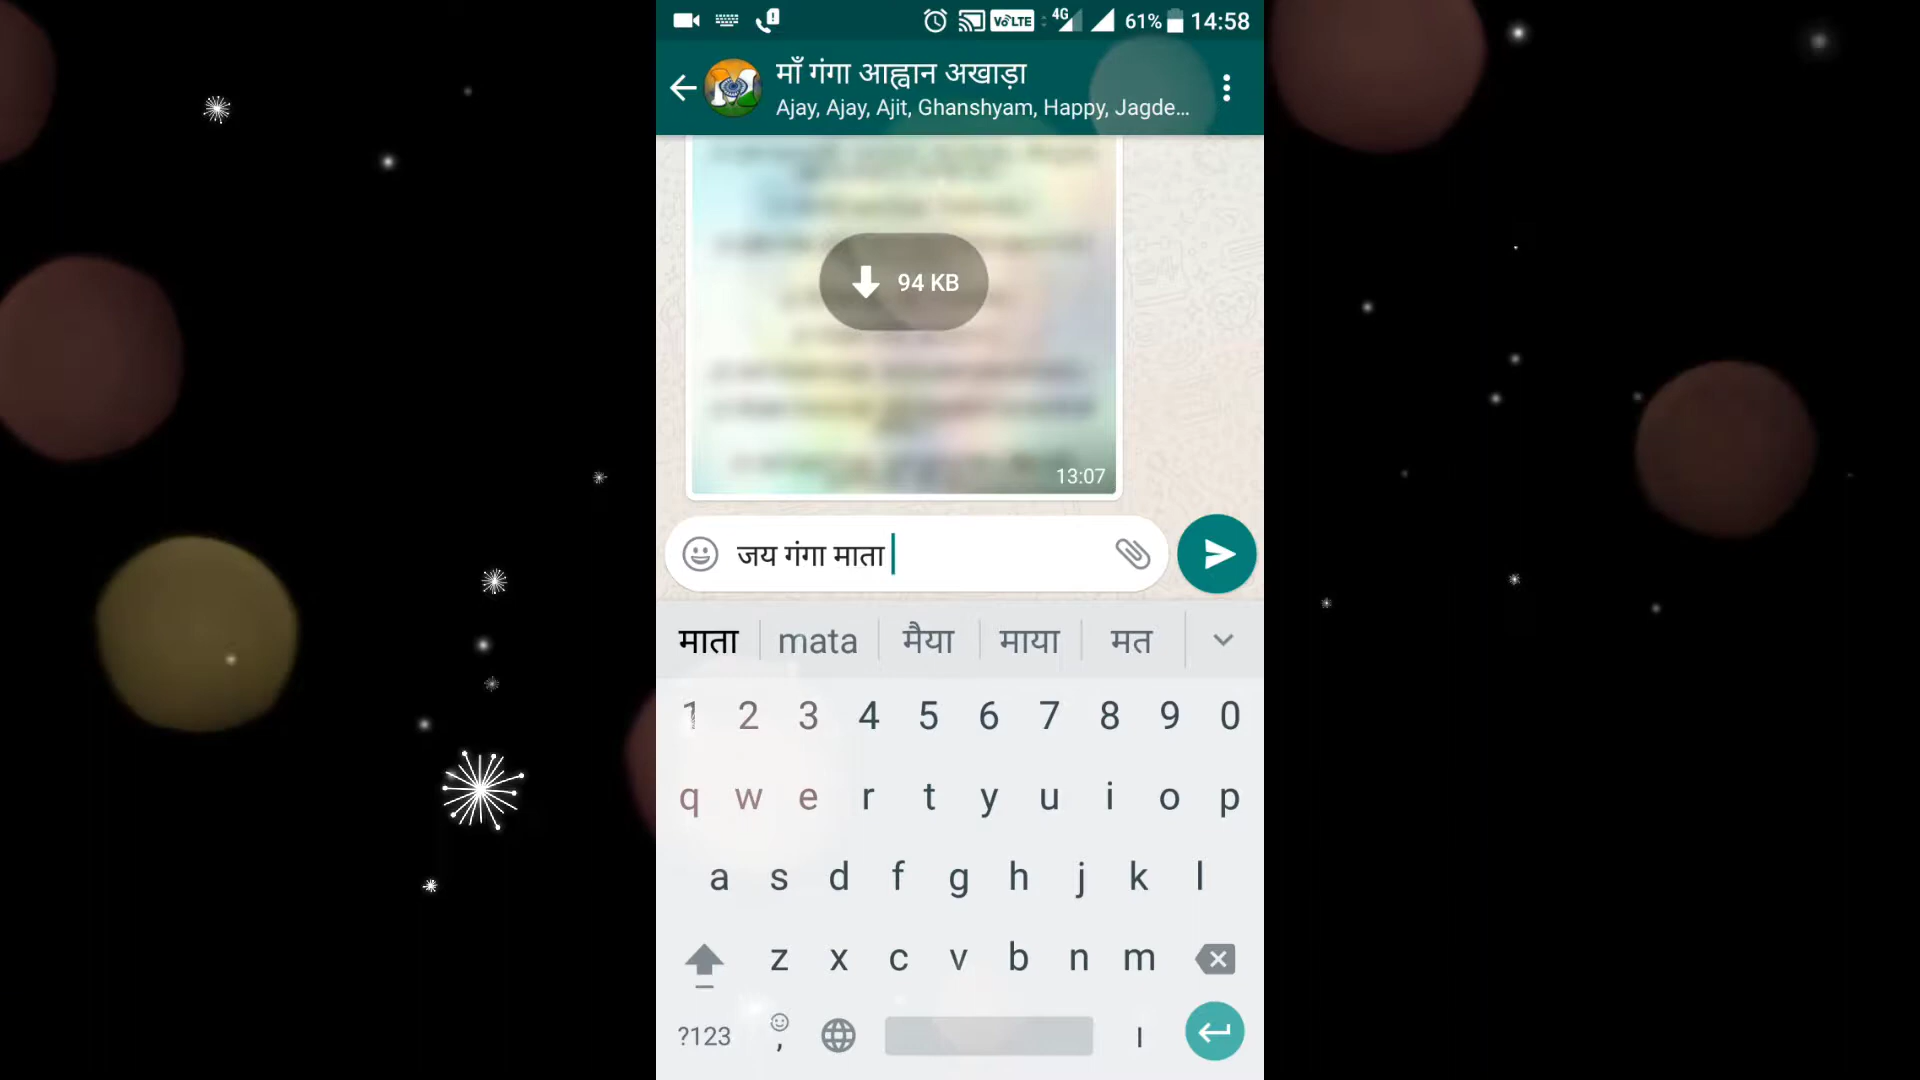 VoLTE 4G 61% 14:58
माँ गंगा आह्वान अखाड़ा
Ajay, Ajay, Ajit, Ghanshyam, Happy, Jagde...
94 KB
13:07
जय गंगा माता
माता mata मैया माया मत
1 2 3 4 5 6 7 8 9 0
q w e r t y u i o p
a s d f g h j k l
z x c v b n m
?123 , ।